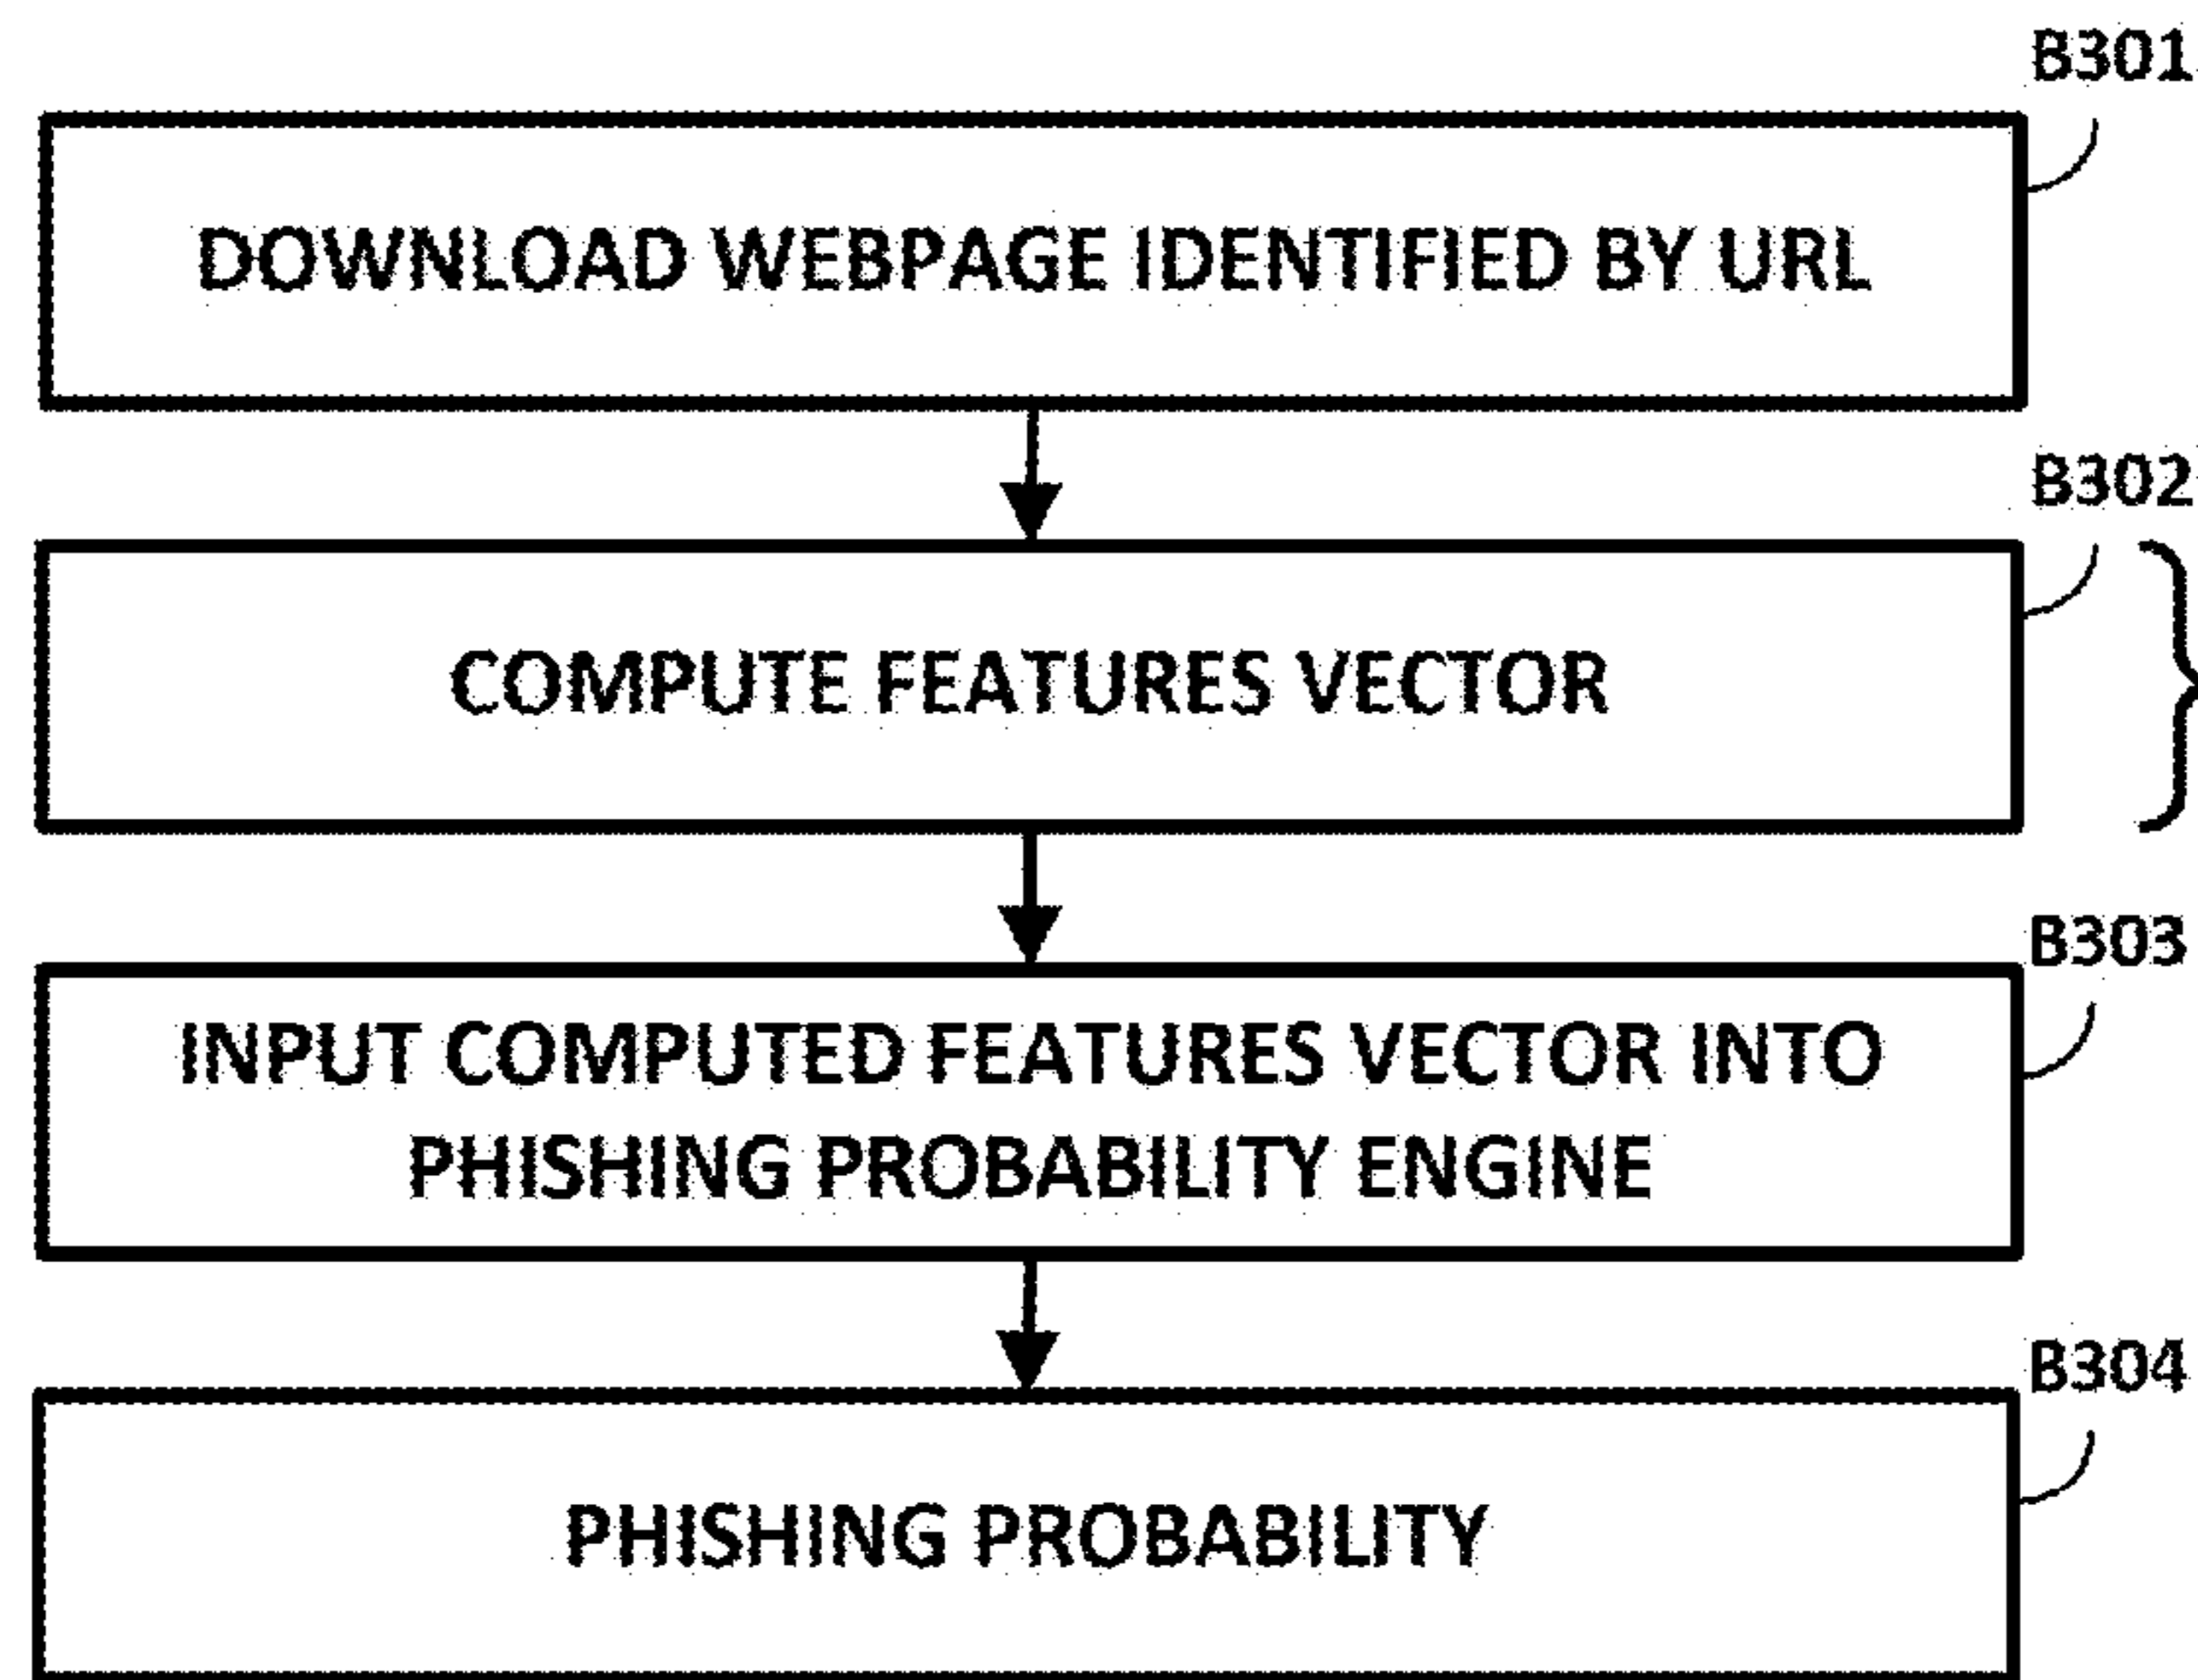 B301
DOWNLOAD WEBPAGE IDENTIFIED BY URL
B302
COMPUTE FEATURES VECTOR
B303
INPUT COMPUTED FEATURES VECTOR INTO
PHISHING PROBABILITY ENGINE
B304
PHISHING PROBABILITY